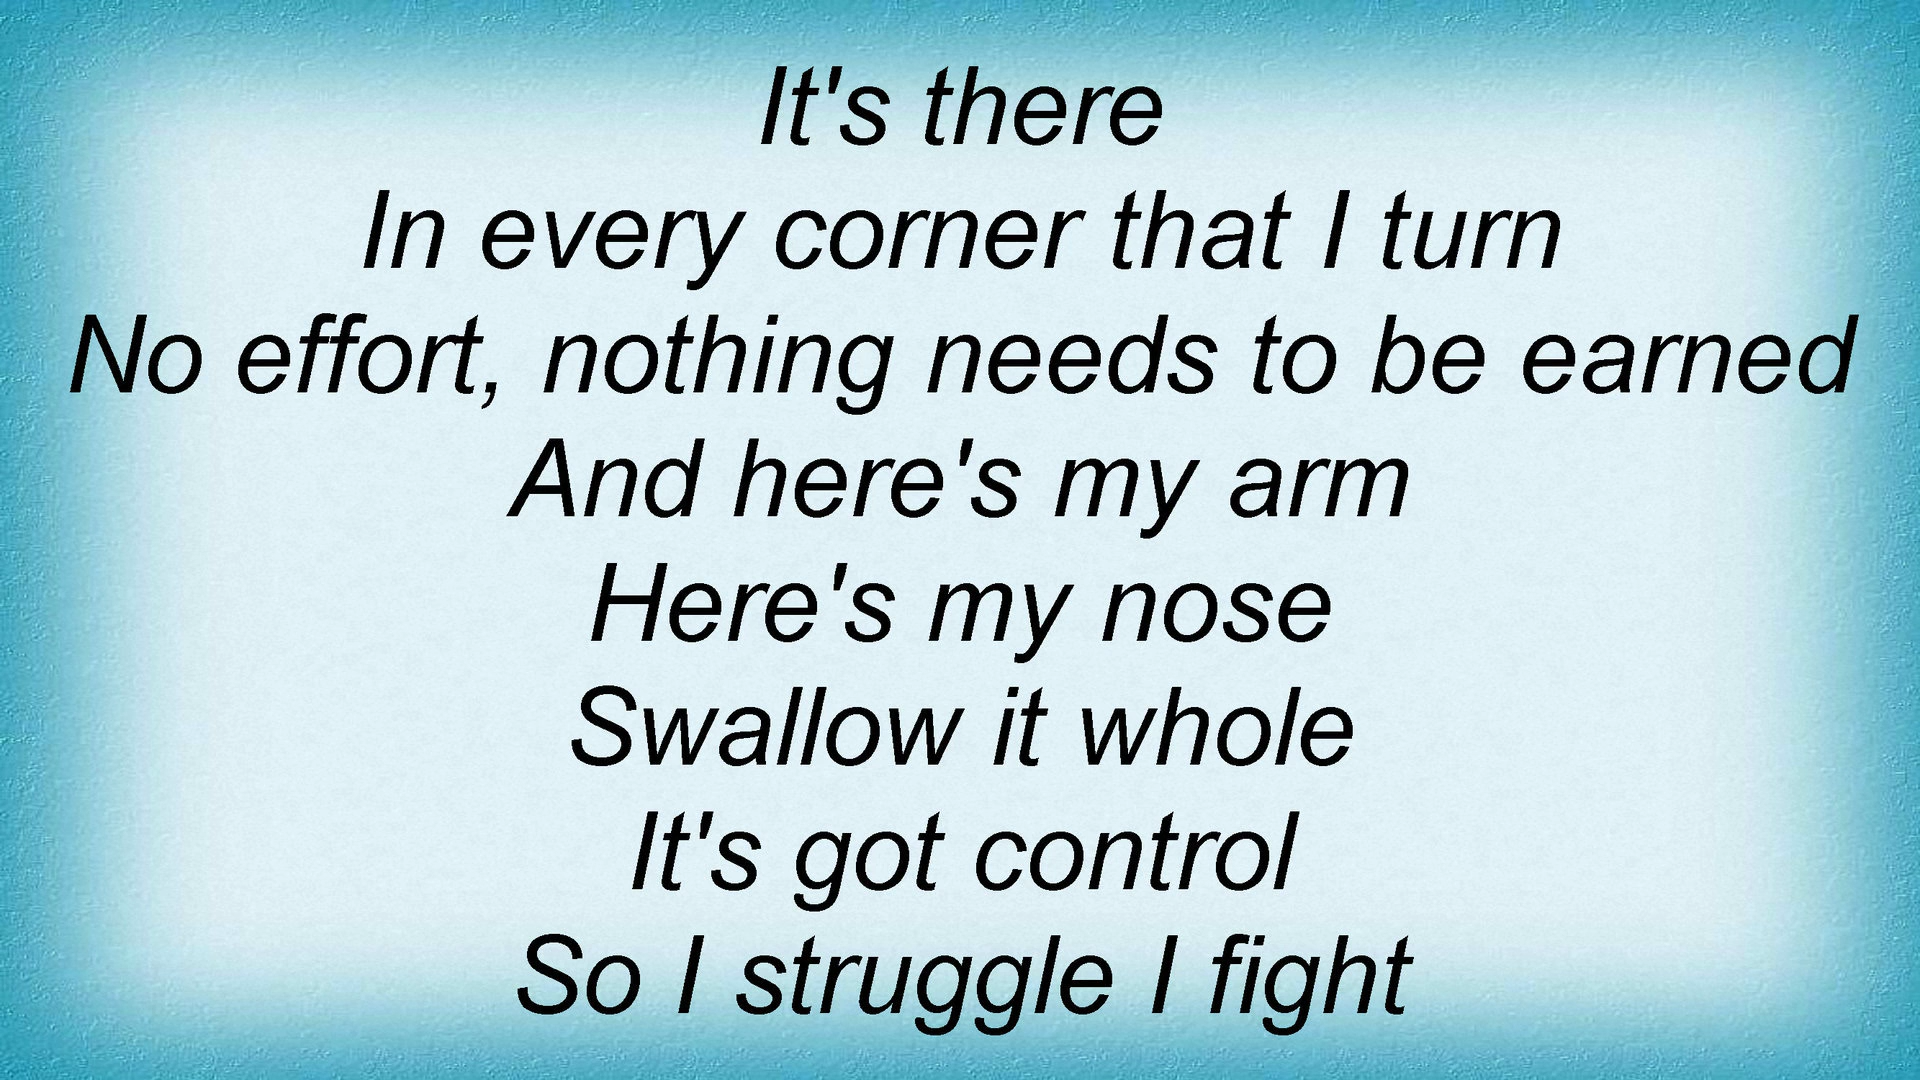 It's there
In every corner that I turn
No effort, nothing needs to be earned
And here's my arm
Here's my nose
Swallow it whole
It's got control
So I struggle I fight